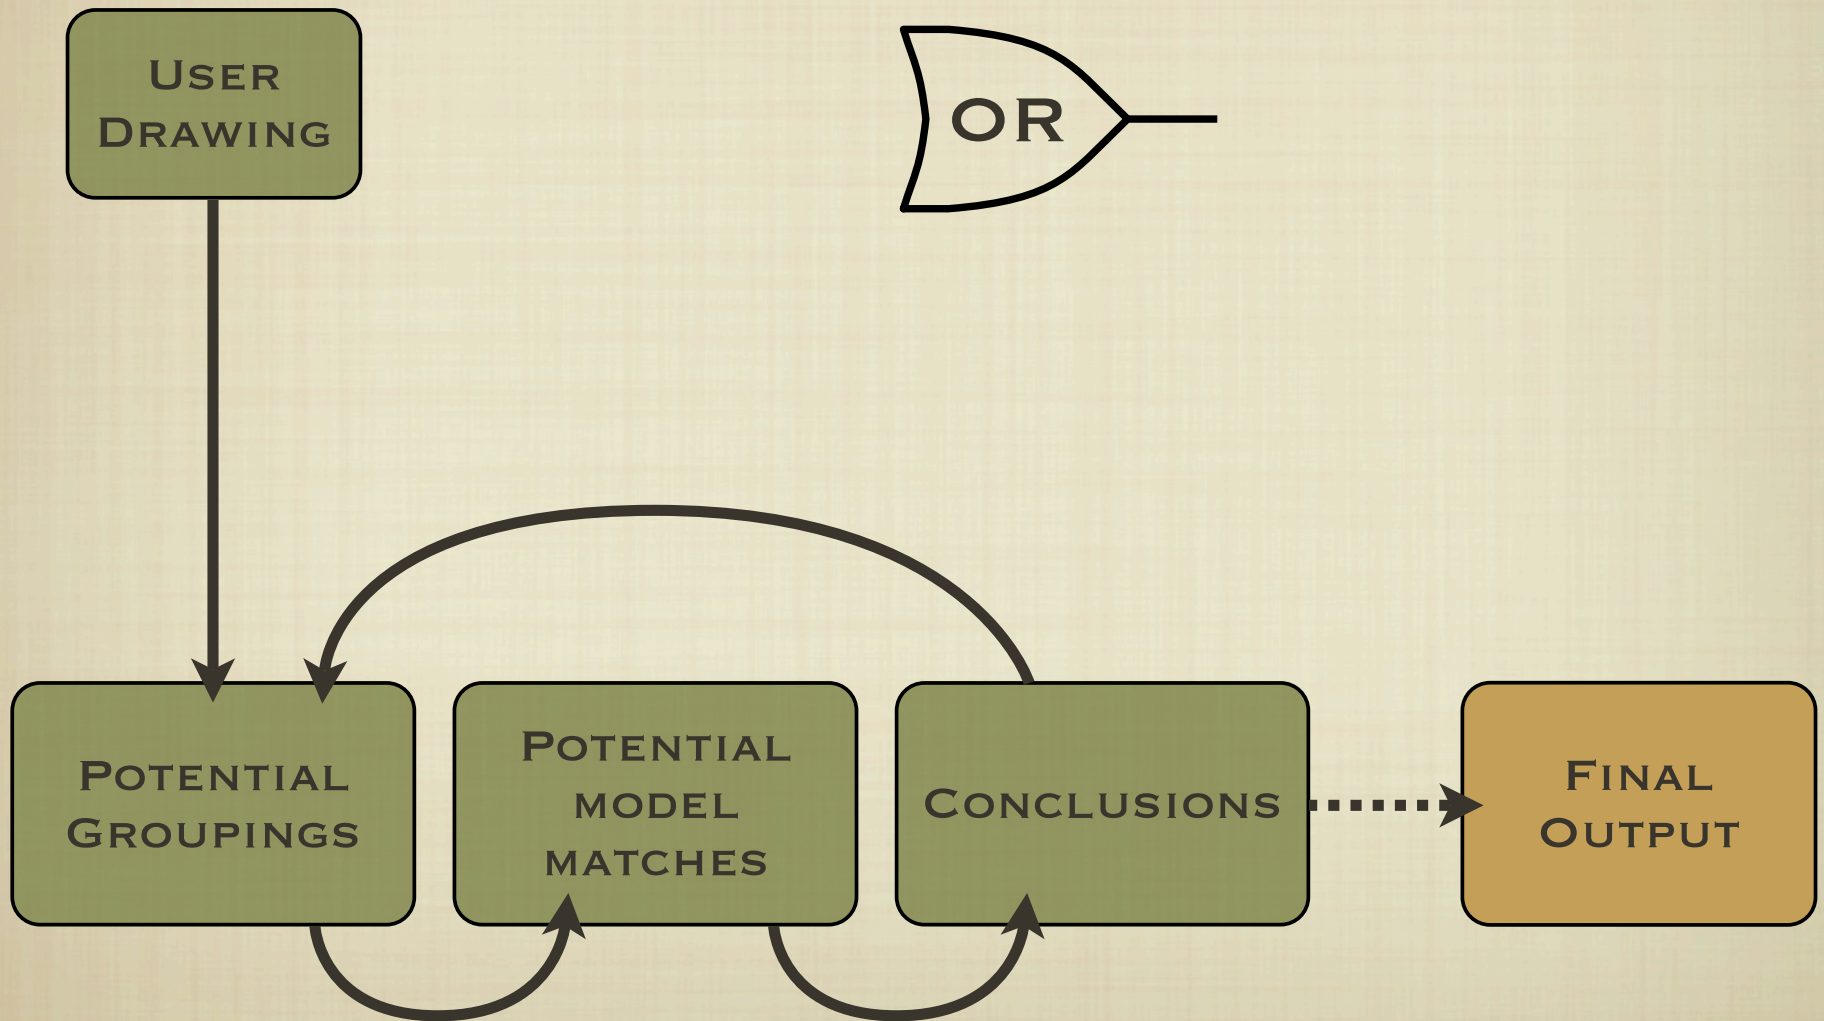 User
Drawing
OR
Potential
Groupings
Potential
model
matches
Conclusions
Final
Output